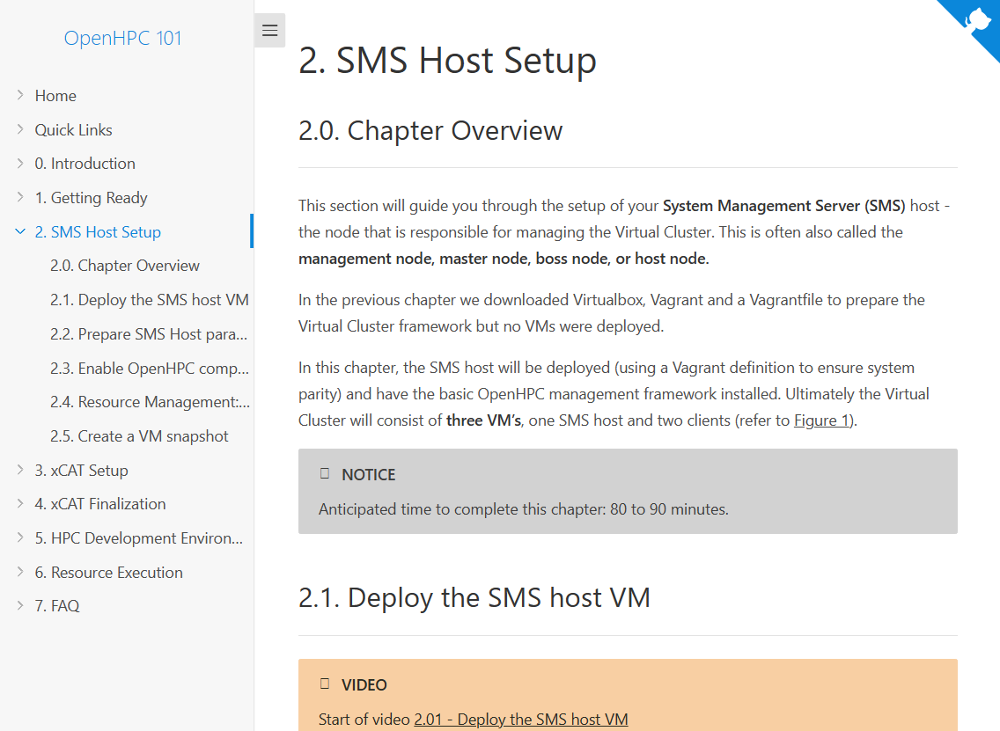 OpenHPC 101
Home
Quick Links
0. Introduction
1. Getting Ready
2. SMS Host Setup
2.0. Chapter Overview
2.1. Deploy the SMS host VM
2.2. Prepare SMS Host para...
2.3. Enable OpenHPC comp...
2.4. Resource Management:...
2.5. Create a VM snapshot
3. xCAT Setup
4. xCAT Finalization
5. HPC Development Environ...
6. Resource Execution
7. FAQ
2. SMS Host Setup
2.0. Chapter Overview
This section will guide you through the setup of your System Management Server (SMS) host -
the node that is responsible for managing the Virtual Cluster. This is often also called the
management node, master node, boss node, or host node.
In the previous chapter we downloaded Virtualbox, Vagrant and a Vagrantfile to prepare the
Virtual Cluster framework but no VMs were deployed.
In this chapter, the SMS host will be deployed (using a Vagrant definition to ensure system
parity) and have the basic OpenHPC management framework installed. Ultimately the Virtual
Cluster will consist of three VM’s, one SMS host and two clients (refer to Figure 1).
NOTICE
Anticipated time to complete this chapter: 80 to 90 minutes.
2.1. Deploy the SMS host VM
VIDEO
Start of video 2.01 - Deploy the SMS host VM